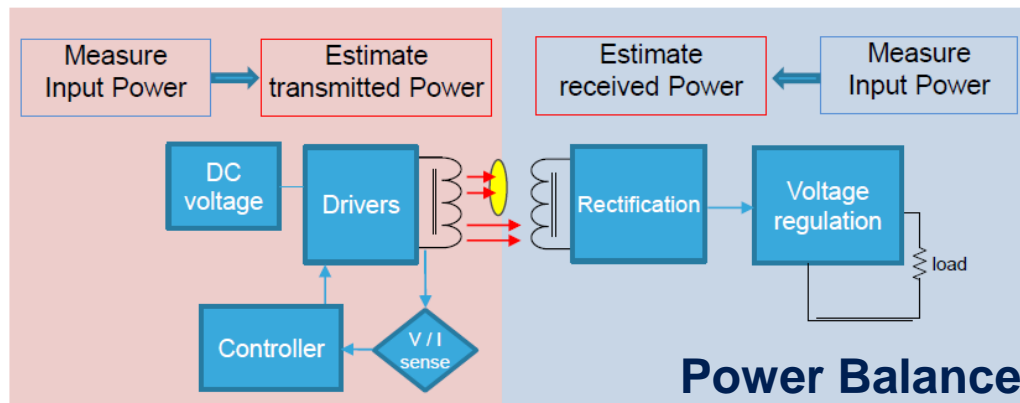 Measure
Input Power
Estimate
transmitted Power
Estimate
received Power
Measure
Input Power
DC
voltage
Drivers
Rectification
Voltage
regulation
load
Controller
V / I
sense
Power Balance